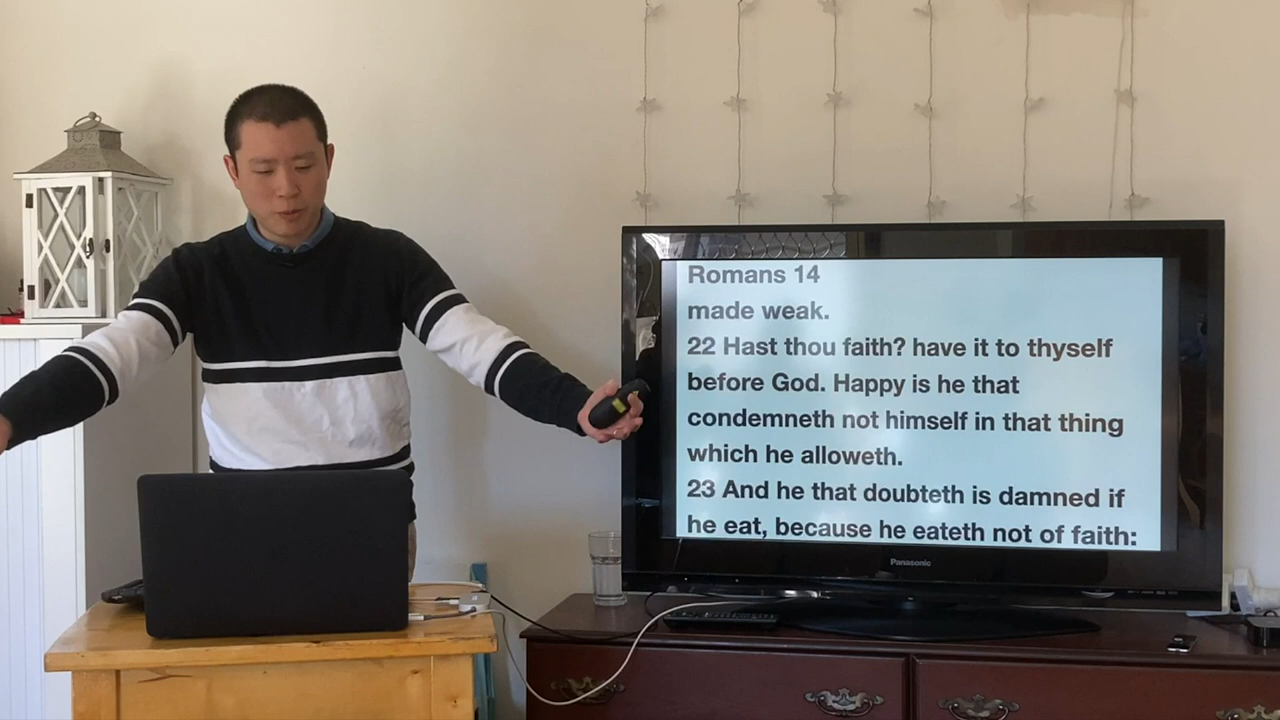 Romans 14
made weak.
22 Hast thou faith? have it to thyself
before God. Happy is he that
condemneth not himself in that thing
which he alloweth.
23 And he that doubteth is damned if
he eat, because he eateth not of faith:
Panasonic